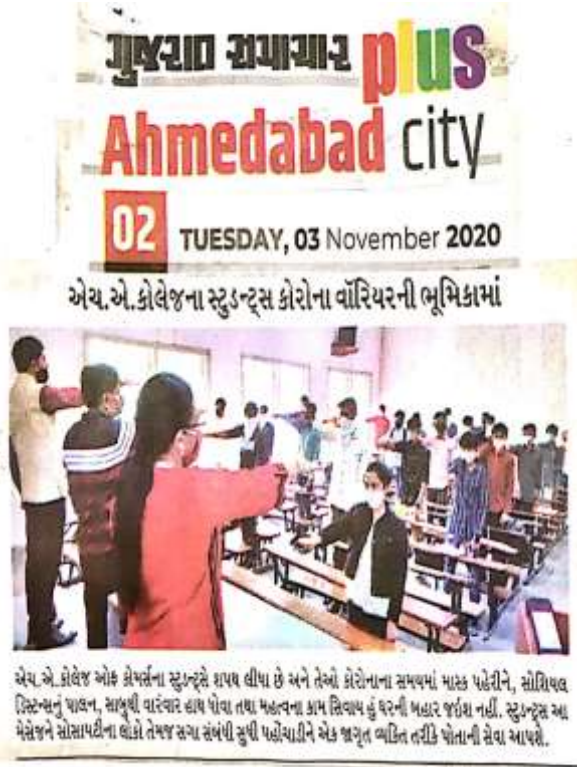 ગુજરાત સમાચાર plus
Ahmedabad city
02 TUESDAY, 03 November 2020
એચ.એ.કોલેજના સ્ટુડન્ટ્સ કોરોના વૉરિયરની ભૂમિકામાં
એચ.એ.કોલેજ ઓફ કોમર્સના સ્ટુડન્ટ્સે શપથ લીધા છે અને તેઓ કોરોનાના સમયમાં માસ્ક પહેરીને, સોશિયલ
ડિસ્ટન્સનું પાલન, સાબુથી વારંવાર હાથ ધોવા તથા મહત્વના કામ સિવાય હું ઘરની બહાર જઇશ નહીં. સ્ટુડન્ટ્સ આ
મેસેજને સોસાયટીના લોકો તેમજ સગા સંબંધી સુધી પહોંચાડીને એક જાગૃત વ્યકિત તરીકે પોતાની સેવા આપશે.